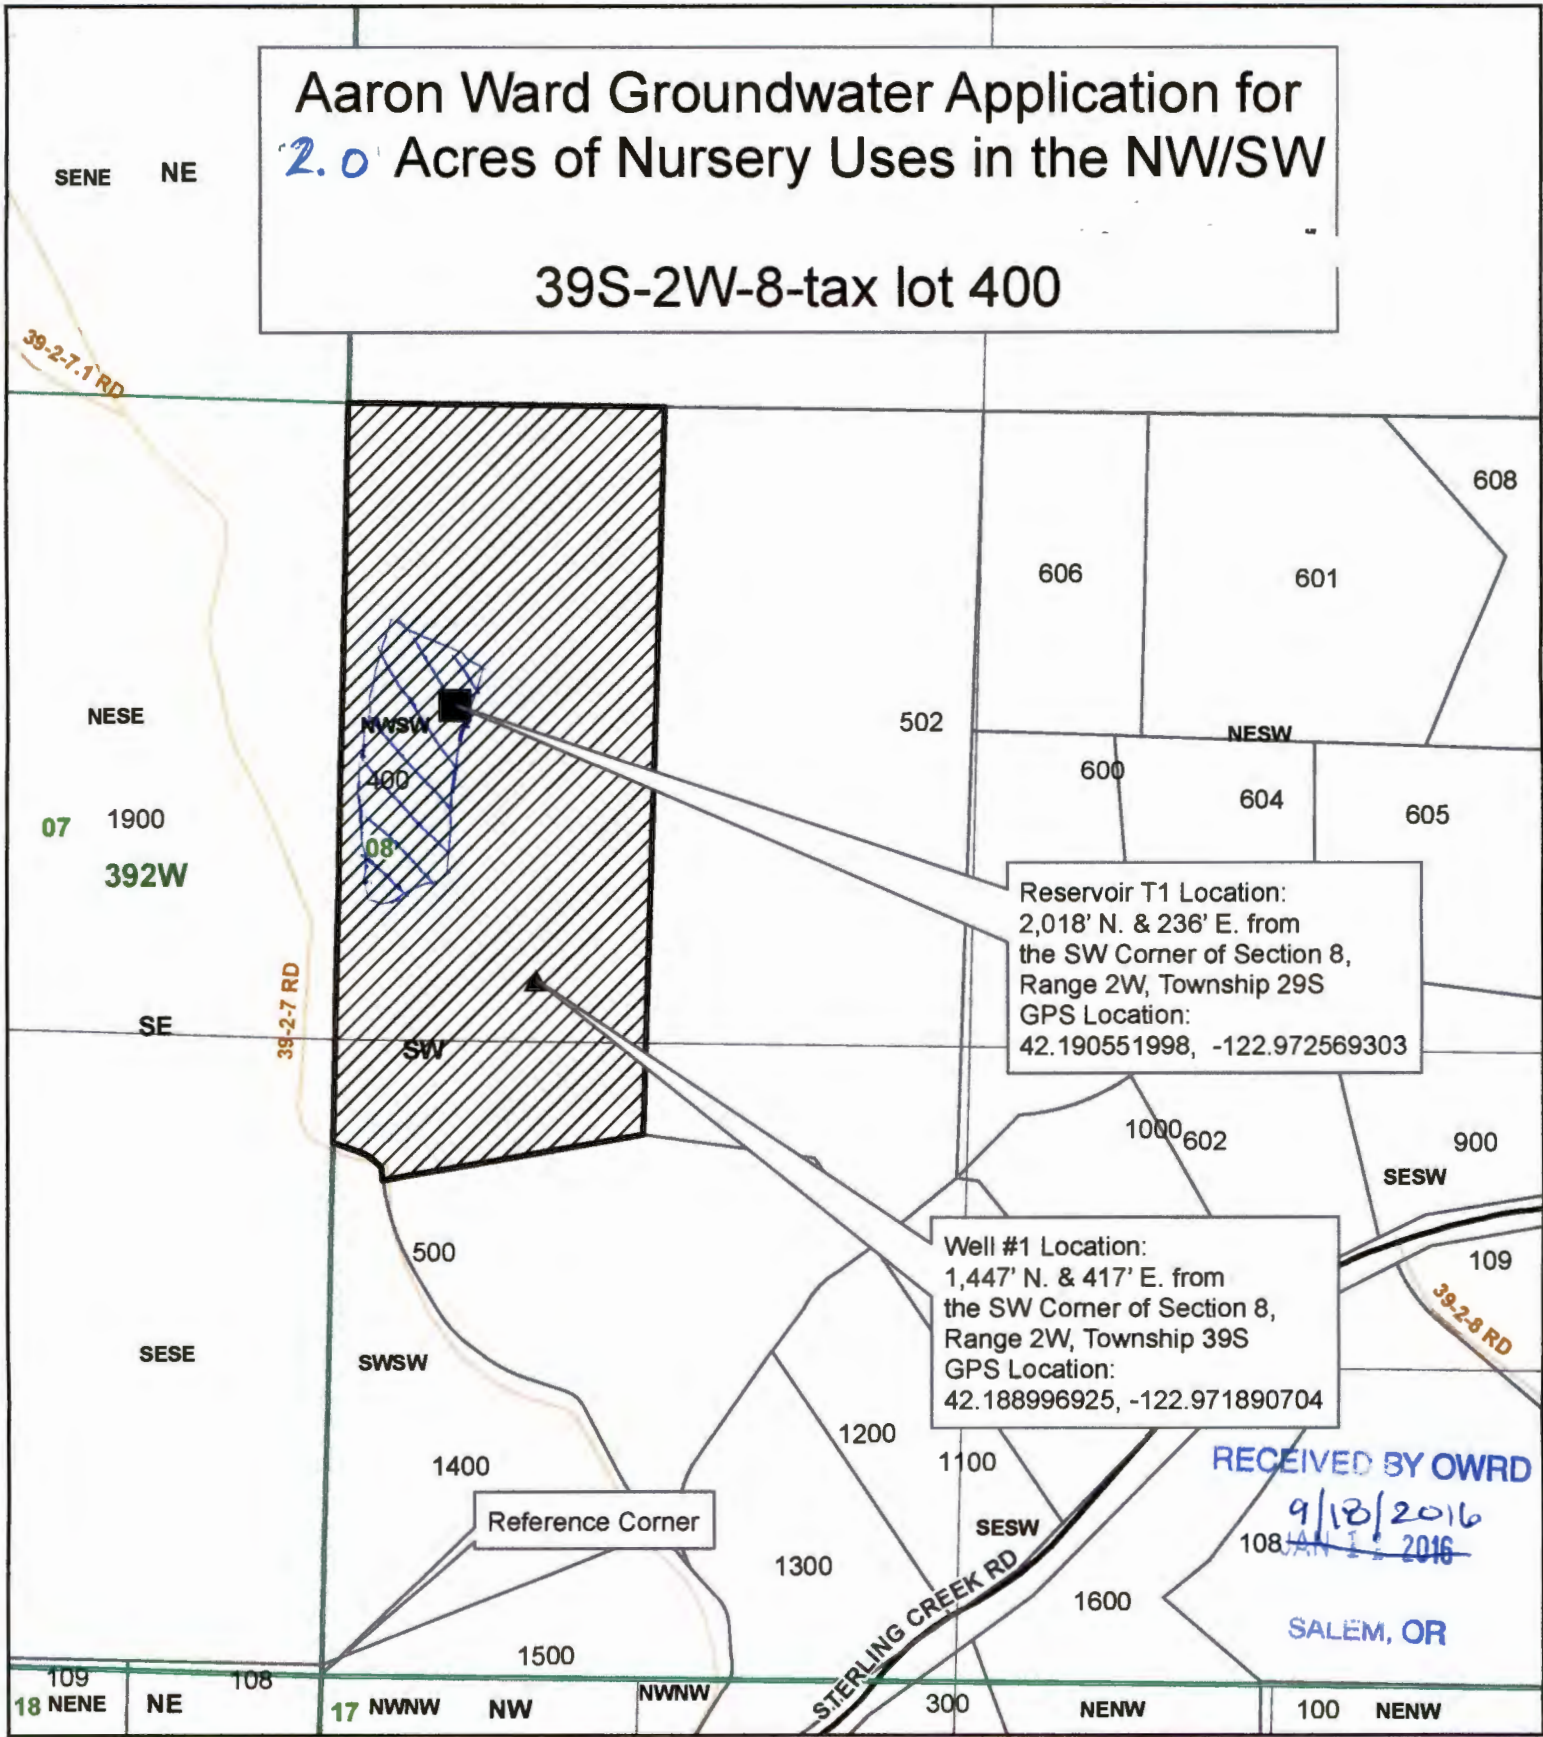 Aaron Ward Groundwater Application for
2.0 Acres of Nursery Uses in the NW/SW
39S-2W-8-tax lot 400
SENE NE
39-2-7.1 RD
608
606
601
NESE
NWSW
502
NESW
400
600
604
605
07 1900
08
392W
Reservoir T1 Location:
2,018' N. & 236' E. from
the SW Corner of Section 8,
Range 2W, Township 29S
GPS Location:
42.190551998, -122.972569303
39-2-7 RD
SE
SW
1000
602
900
SESW
500
Well #1 Location:
1,447' N. & 417' E. from
the SW Corner of Section 8,
Range 2W, Township 39S
GPS Location:
42.188996925, -122.971890704
109
39-2-8 RD
SESE
SWSW
1200
1100
1400
RECEIVED BY OWRD
9/18/2016
JAN 11 2016
SALEM, OR
Reference Corner
SESW
108
1300
1600
STERLING CREEK RD
1500
109
108
18 NENE NE
17 NWNW NW
NWNW
300
NENW
100 NENW